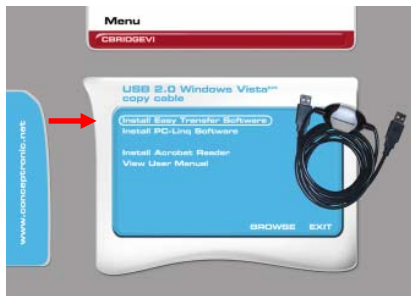 Menu
CBRIDGEVI
USB 2.0 Windows Vista™
copy cable
Install Easy Transfer Software
Install PC-Linq Software
Install Acrobat Reader
View User Manual
BROWSE EXIT
www.conceptronic.net